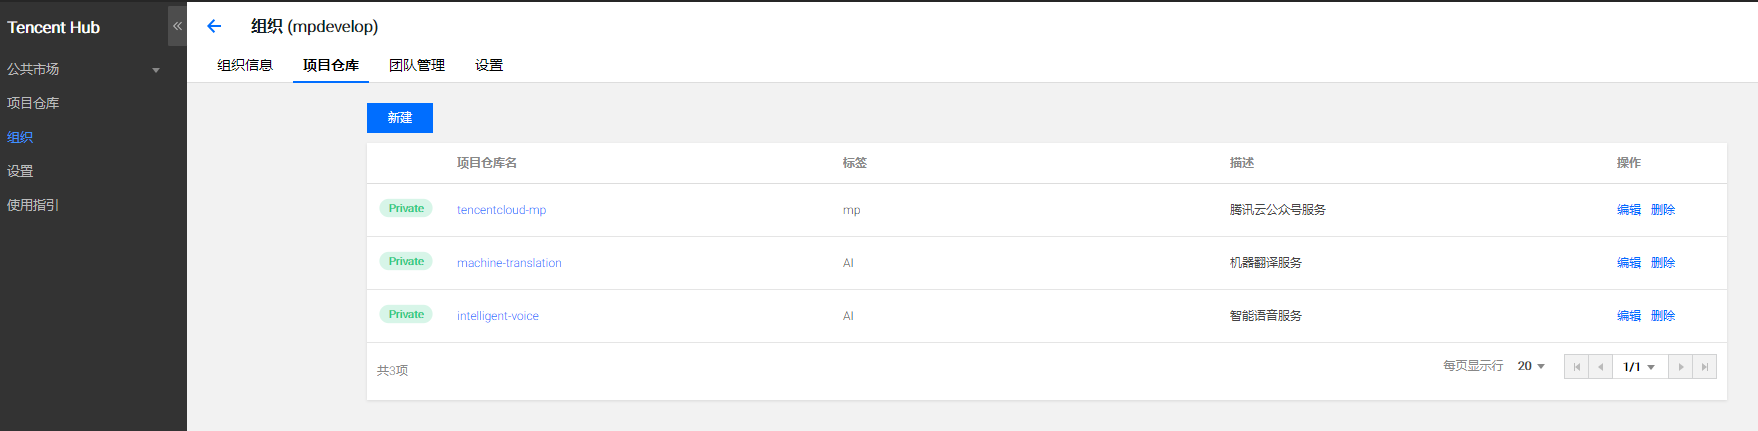 Tencent Hub
公共市场
项目仓库
组织
设置
使用指引
组织 (mpdevelop)
组织信息 项目仓库 团队管理 设置
新建
项目仓库名 标签 描述 操作
Private tencentcloud-mp mp 腾讯云公众号服务 编辑 删除
Private machine-translation AI 机器翻译服务 编辑 删除
Private intelligent-voice AI 智能语音服务 编辑 删除
共3项 每页显示行 20 1/1